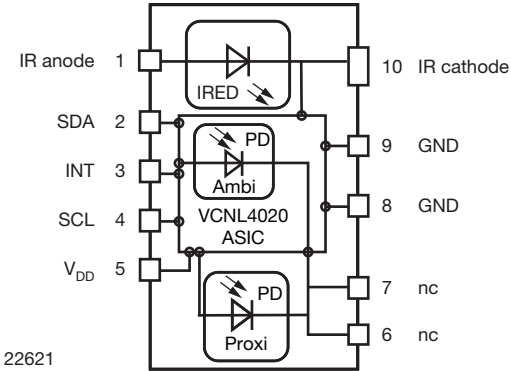 IR anode 1
IRED
10 IR cathode
SDA 2
PD
Ambi
9 GND
INT 3
VCNL4020
ASIC
8 GND
SCL 4
VDD 5
PD
Proxi
7 nc
6 nc
22621